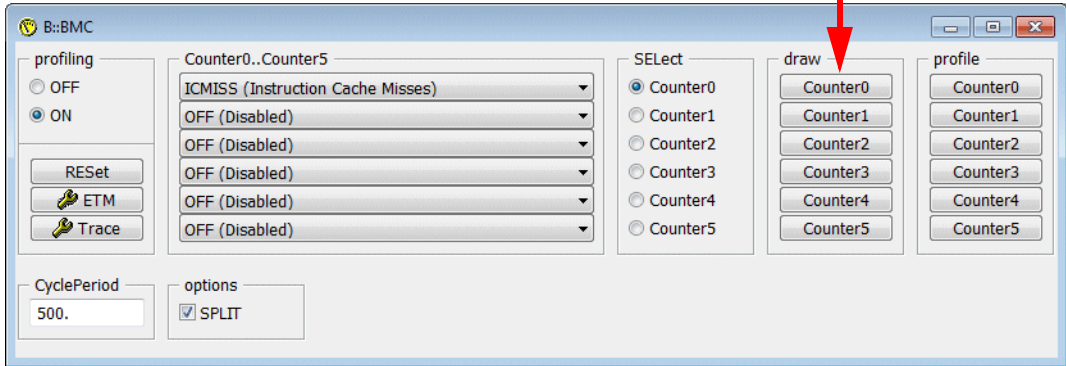 B::BMC
profiling
OFF
ON
RESet
ETM
Trace
Counter0..Counter5
ICMISS (Instruction Cache Misses)
OFF (Disabled)
OFF (Disabled)
OFF (Disabled)
OFF (Disabled)
OFF (Disabled)
SELect
Counter0
Counter1
Counter2
Counter3
Counter4
Counter5
draw
Counter0
Counter1
Counter2
Counter3
Counter4
Counter5
profile
Counter0
Counter1
Counter2
Counter3
Counter4
Counter5
CyclePeriod
500.
options
SPLIT